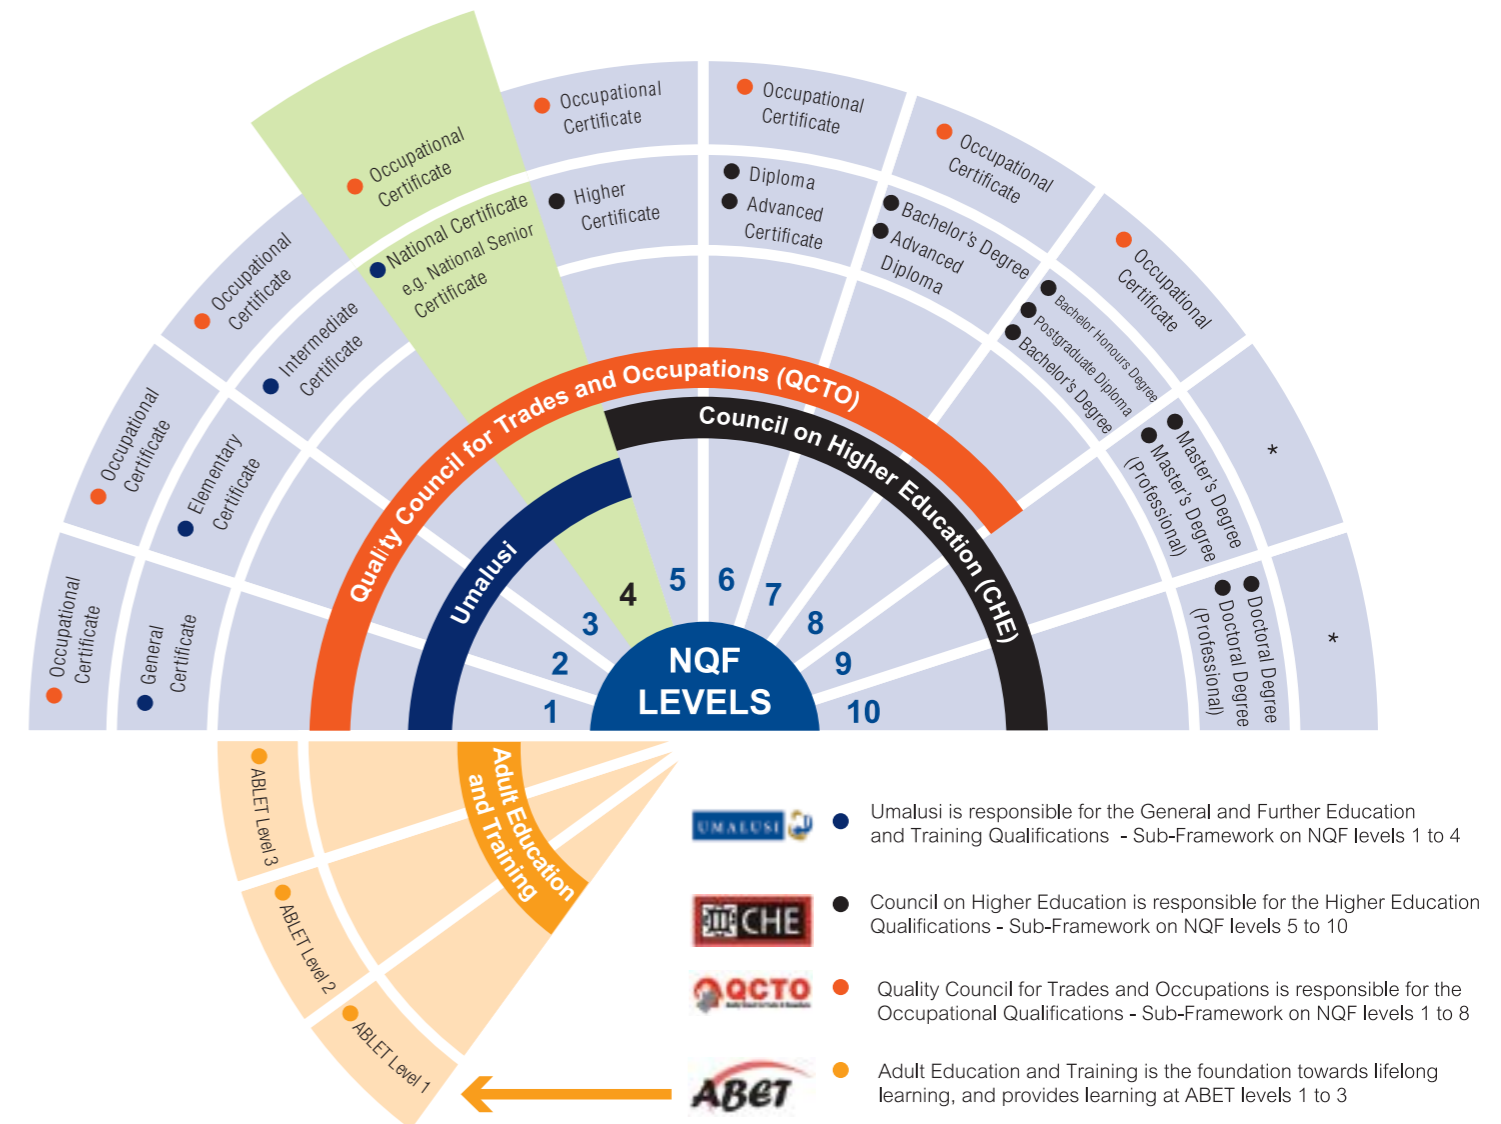 Occupational
Certificate
General
Certificate
Occupational
Certificate
Elementary
Certificate
Occupational
Certificate
Intermediate
Certificate
Occupational
Certificate
National Certificate
e.g. National Senior
Certificate
Occupational
Certificate
Higher
Certificate
Occupational
Certificate
Diploma
Advanced
Certificate
Occupational
Certificate
Bachelor's Degree
Advanced
Diploma
Occupational
Certificate
Bachelor Honours Degree
Postgraduate Diploma
Bachelor's Degree
*
Master's Degree
Master's Degree
(Professional)
*
Doctoral Degree
Doctoral Degree
(Professional)
Quality Council for Trades and Occupations (QCTO)
Council on Higher Education (CHE)
Umalusi
1
2
3
4
5
6
7
8
9
10
NQF
LEVELS
Adult Education
and Training
ABLET Level 3
ABLET Level 2
ABLET Level 1
UMALUSI
Umalusi is responsible for the General and Further Education
and Training Qualifications - Sub-Framework on NQF levels 1 to 4
CHE
Council on Higher Education is responsible for the Higher Education
Qualifications - Sub-Framework on NQF levels 5 to 10
QCTO
Quality Council for Trades and Occupations is responsible for the
Occupational Qualifications - Sub-Framework on NQF levels 1 to 8
ABET
Adult Education and Training is the foundation towards lifelong
learning, and provides learning at ABET levels 1 to 3